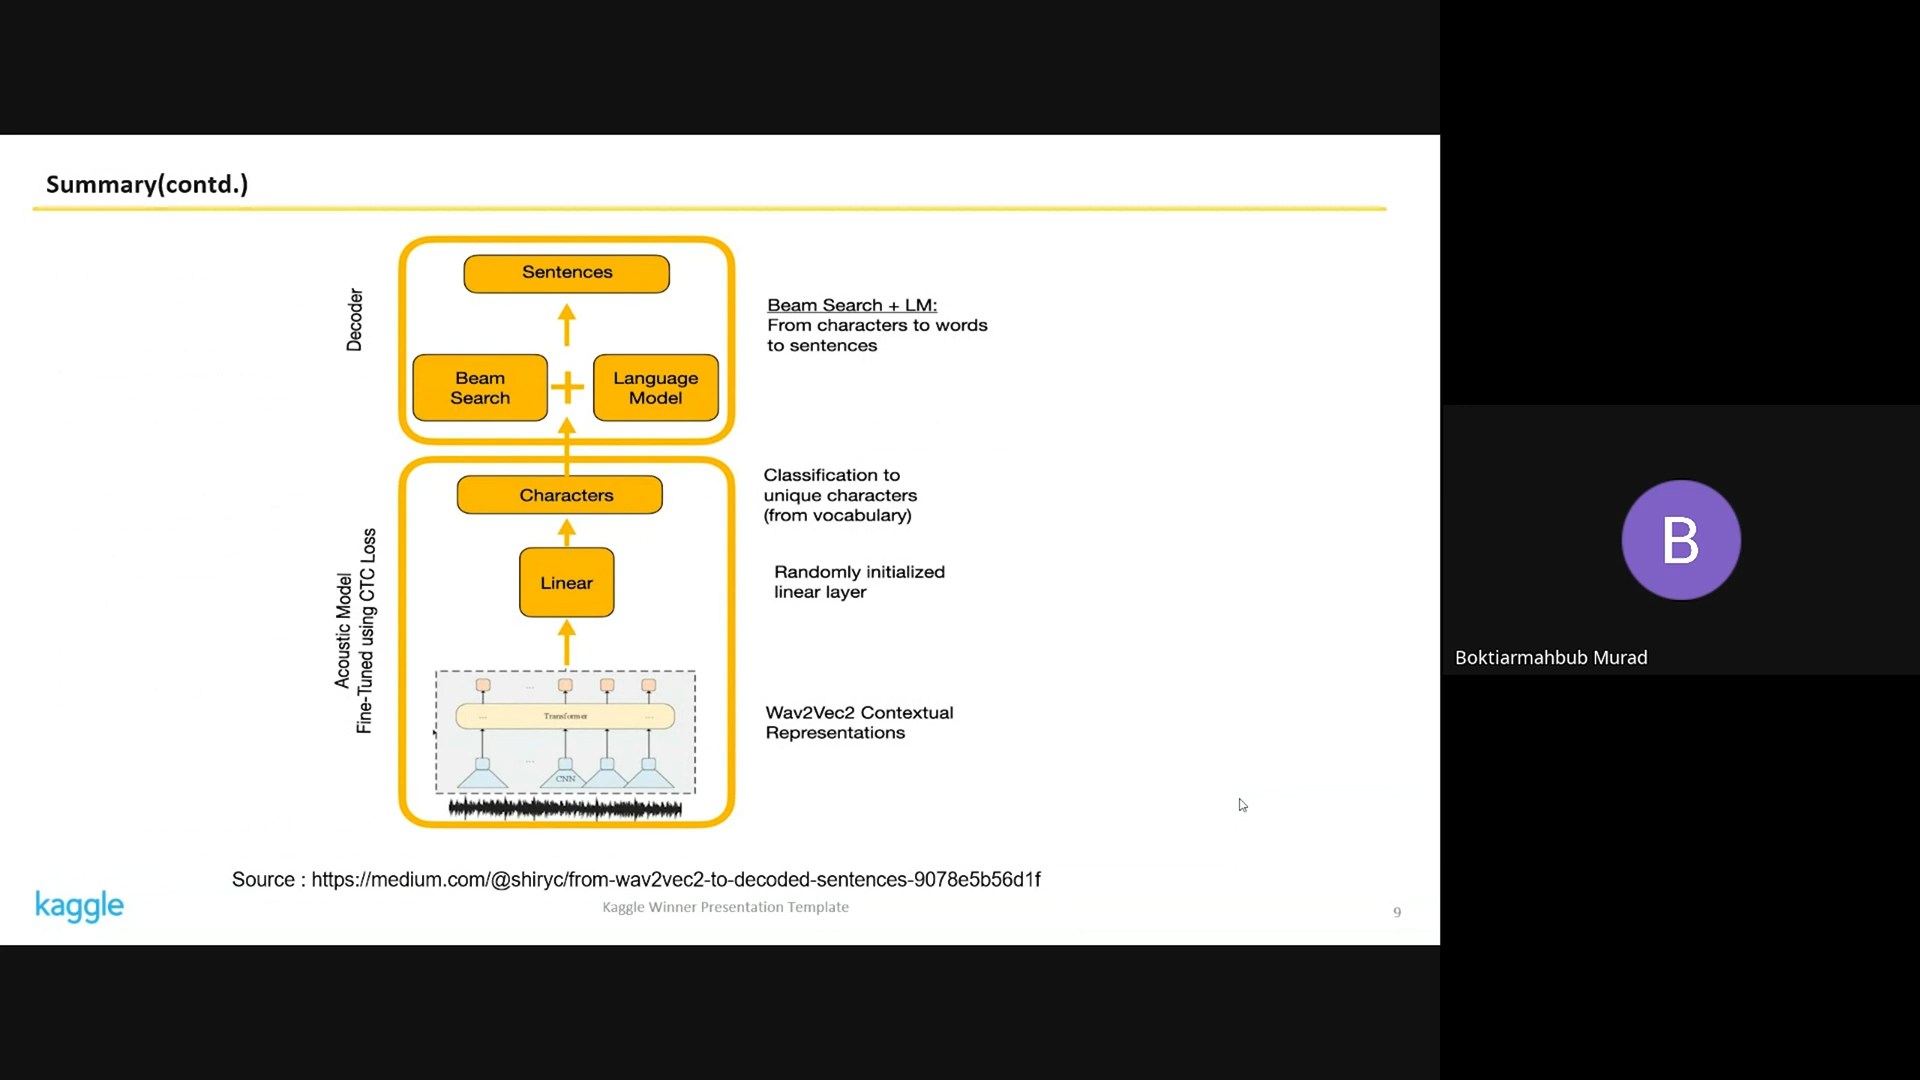 Summary(contd.)
Decoder
Sentences
Beam
Search
Language
Model
Beam Search + LM:
From characters to words
to sentences
Acoustic Model
Fine-Tuned using CTC Loss
Characters
Classification to
unique characters
(from vocabulary)
Linear
Randomly initialized
linear layer
...
... Transformer ...
...
CNN
Wav2Vec2 Contextual
Representations
Source : https://medium.com/@shiryc/from-wav2vec2-to-decoded-sentences-9078e5b56d1f
kaggle
Kaggle Winner Presentation Template
9
B
Boktiarmahbub Murad